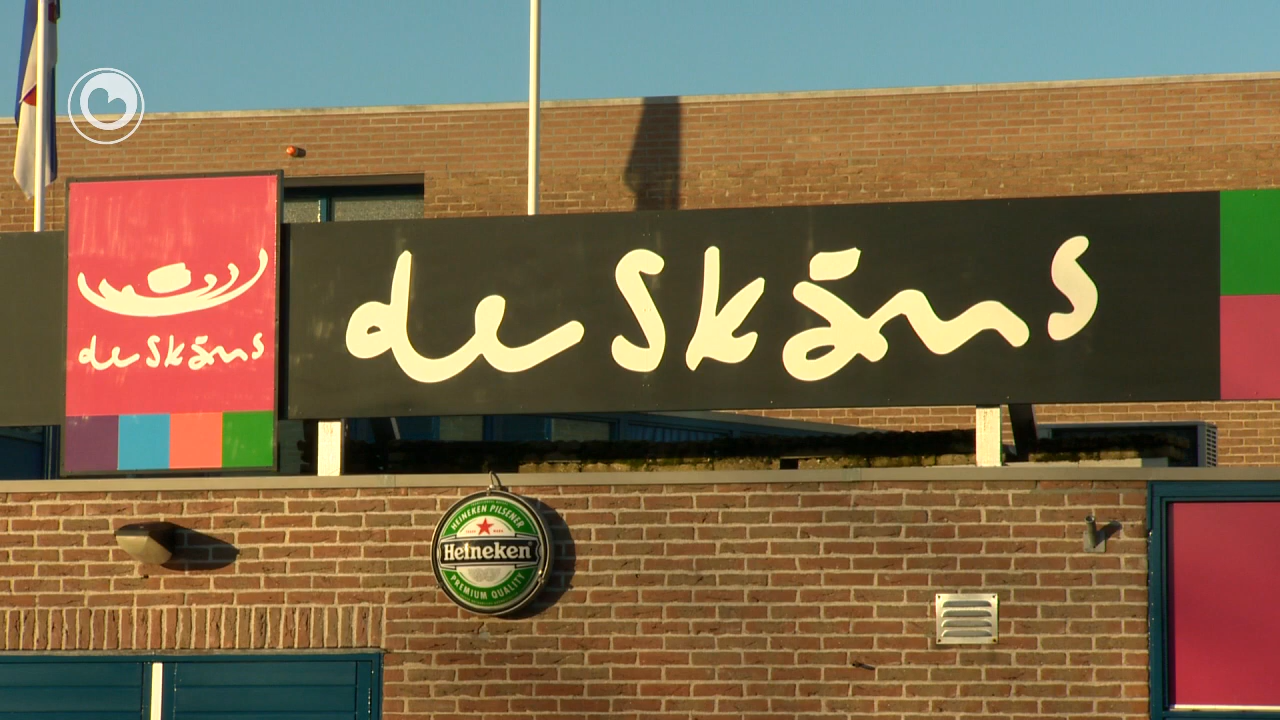 de Skâns
de Skâns
HEINEKEN PILSENER
Heineken
PREMIUM QUALITY